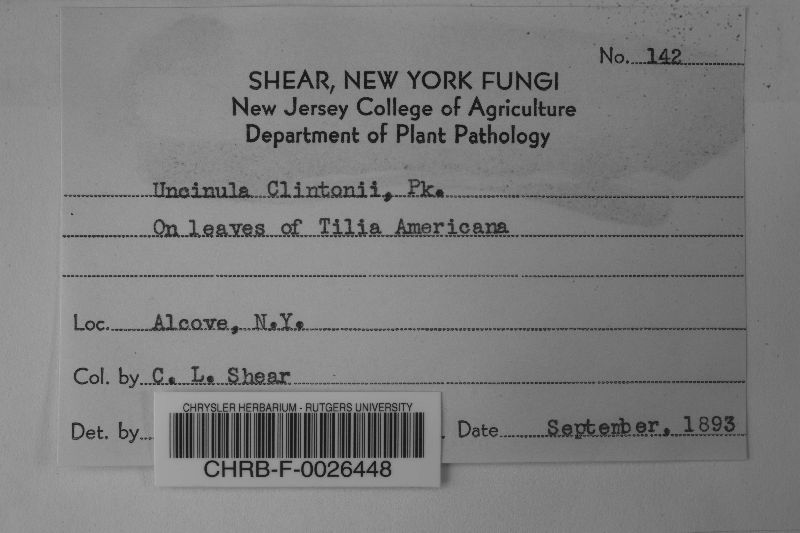 No. 142
SHEAR, NEW YORK FUNGI
New Jersey College of Agriculture
Department of Plant Pathology
Uncinula Clintonii, Pk.
On leaves of Tilia Americana
Loc. Alcove, N.Y.
Col. by C. L. Shear
Det. by Date September, 1893
CHRYSLER HERBARIUM - RUTGERS UNIVERSITY
CHRB-F-0026448